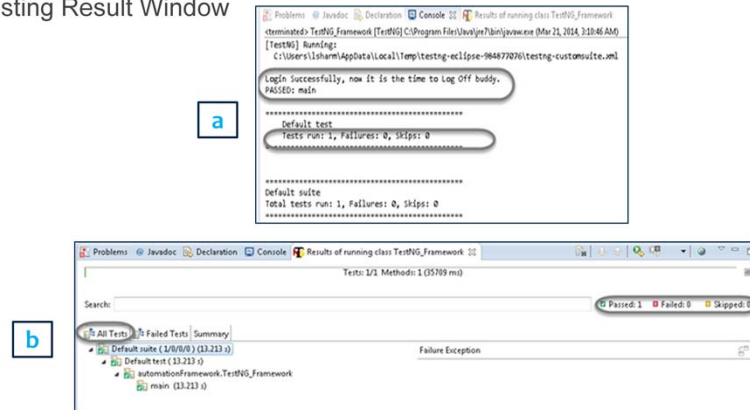 sting Result Window
Problems @ Javadoc Declaration Console Results of running class TestNG_Framework
<terminated> TestNG_Framework [TestNG] C:\Program Files\Java\jre7\bin\javaw.exe (Mar 21, 2014, 3:10:46 AM)
[TestNG] Running:
C:\Users\lsharm\AppData\Local\Temp\testng-eclipse-984877076\testng-customsuite.xml
Login Successfully, now it is the time to Log Off buddy.
PASSED: main
a
===============================================
Default test
Tests run: 1, Failures: 0, Skips: 0
===============================================
===============================================
Default suite
Total tests run: 1, Failures: 0, Skips: 0
===============================================
Problems @ Javadoc Declaration Console Results of running class TestNG_Framework
Tests: 1/1 Methods: 1 (35709 ms)
Search:
Passed: 1 Failed: 0 Skipped: 0
b
All Tests Failed Tests Summary
Default suite ( 1/0/0/0 ) (13.213 s)
Failure Exception
Default test ( 13.213 s)
automationFramework.TestNG_Framework
main (13.213 s)